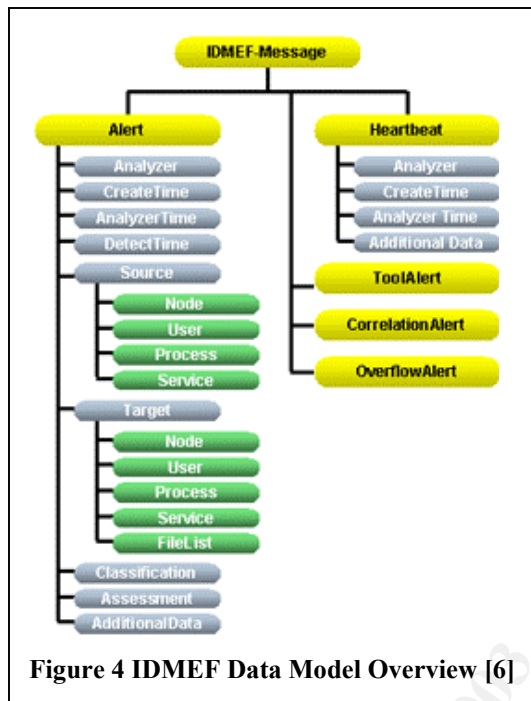 IDMEF-Message
Alert
Analyzer
CreateTime
AnalyzerTime
DetectTime
Source
Node
User
Process
Service
Target
Node
User
Process
Service
FileList
Classification
Assessment
AdditionalData
Heartbeat
Analyzer
CreateTime
Analyzer Time
Additional Data
ToolAlert
CorrelationAlert
OverflowAlert
Figure 4 IDMEF Data Model Overview [6]